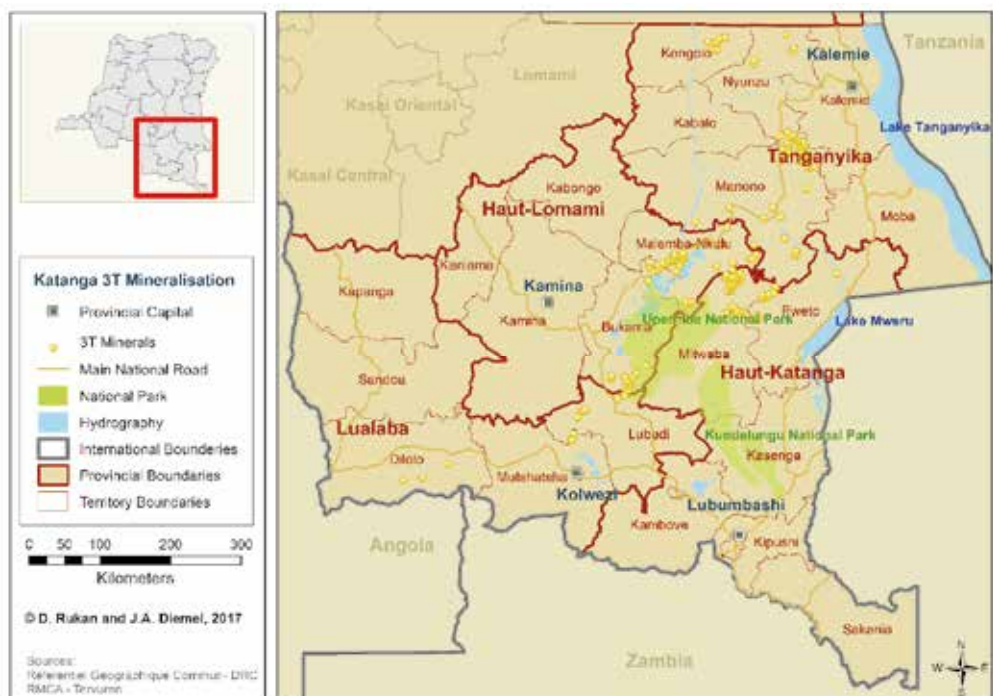 Katanga 3T Mineralisation
Provincial Capital
3T Minerals
Main National Road
National Park
Hydrography
International Bounderies
Provincial Boundaries
Territory Boundaries
0 50 100 200 300
Kilometers
© D. Rukan and J.A. Diemel, 2017
Sources:
Referentiel Geographique Commun - DRC
RMCA - Tervuren
Tanzania
Lomami
Kasai Oriental
Kasai Central
Kongolo
Kalemie
Nyunzu
Kalemie
Kabalo
Lake Tanganyika
Tanganyika
Manono
Moba
Kabongo
Haut-Lomami
Malemba-Nkulu
Kaniama
Kapanga
Kamina
Kamina
Bukama
Pweto
National Park
Lake Mweru
Mitwaba
Haut-Katanga
Sandoa
Lualaba
Lubudi
Kundelungu National Park
Kasenga
Dilolo
Mutshatsha
Kolwezi
Lubumbashi
Kambove
Kipushi
Angola
Sakania
Zambia
N
W E
S